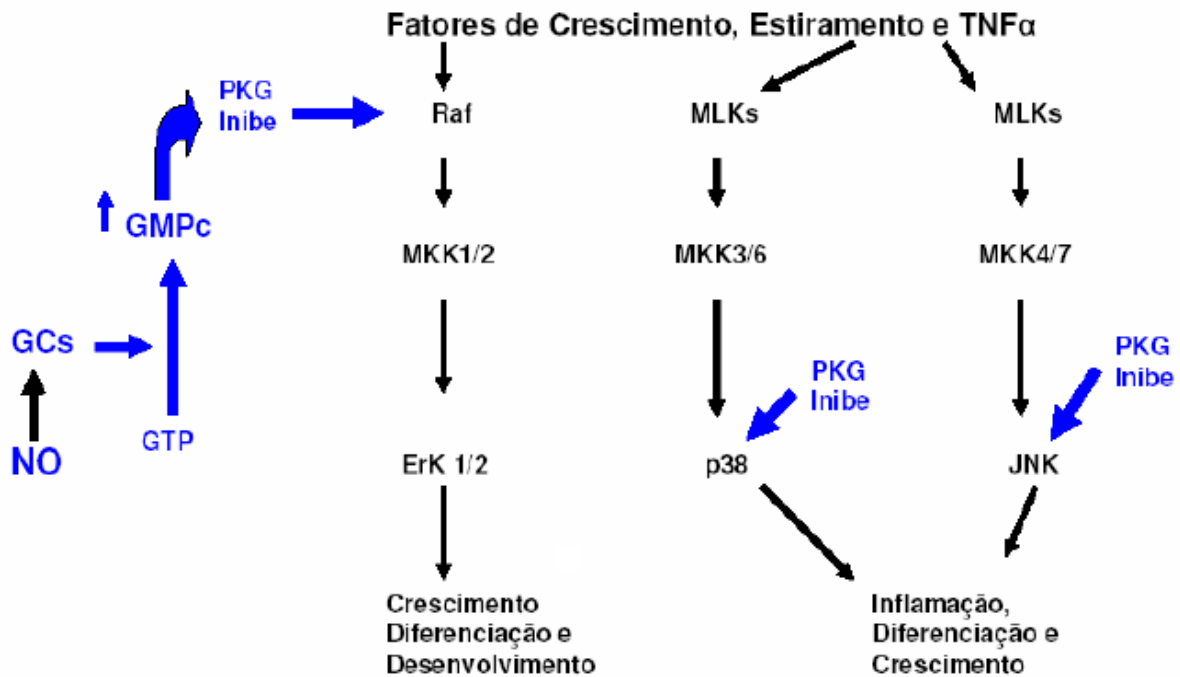 Fatores de Crescimento, Estiramento e TNFα
PKG
Inibe
Raf
MLKs
MLKs
GMPc
MKK1/2
MKK3/6
MKK4/7
GCs
PKG
Inibe
PKG
Inibe
NO
GTP
ErK 1/2
p38
JNK
Crescimento
Diferenciação e
Desenvolvimento
Inflamação,
Diferenciação e
Crescimento